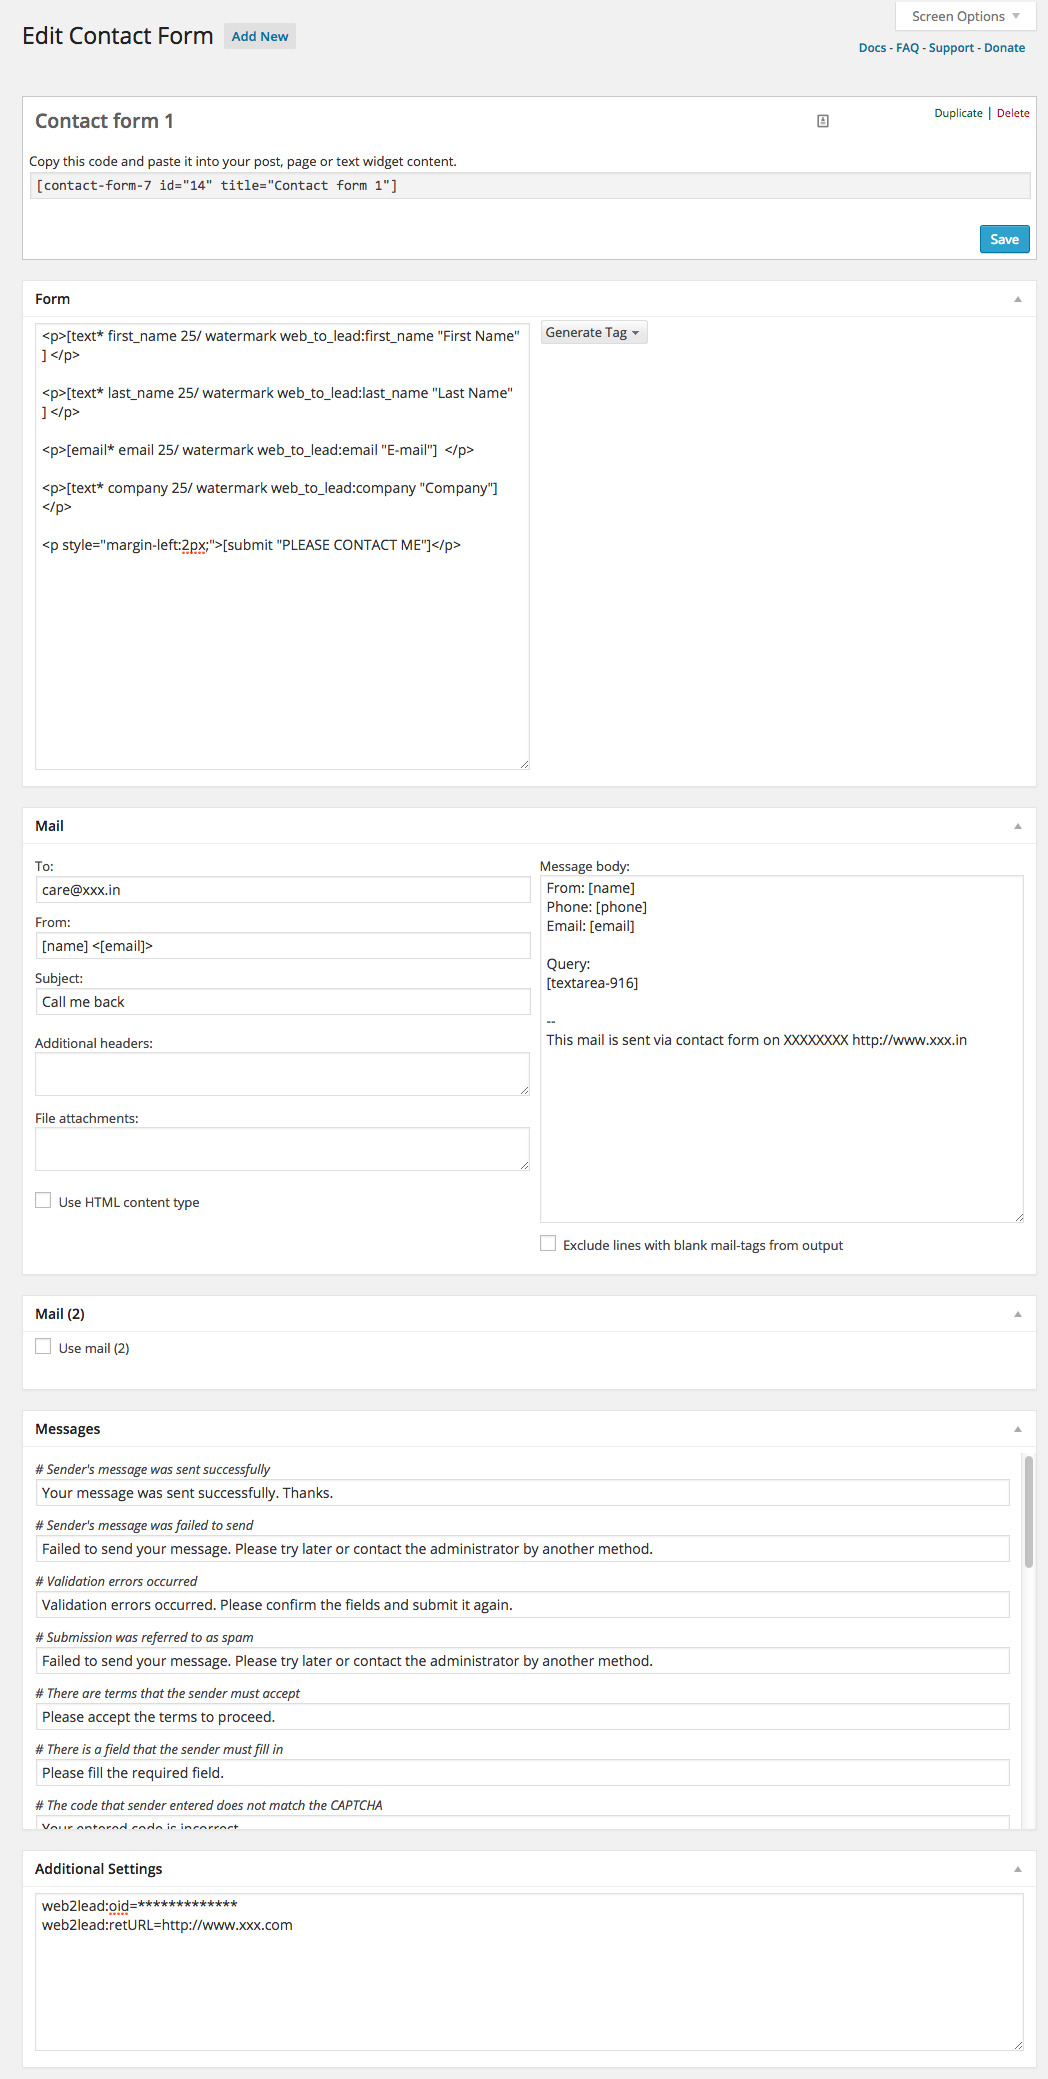 Screen Options
Edit Contact Form Add New
Docs - FAQ - Support - Donate
Contact form 1
Duplicate | Delete
Copy this code and paste it into your post, page or text widget content.
[contact-form-7 id="14" title="Contact form 1"]
Save
Form
<p>[text* first_name 25/ watermark web_to_lead:first_name "First Name"
] </p>
<p>[text* last_name 25/ watermark web_to_lead:last_name "Last Name"
] </p>
<p>[email* email 25/ watermark web_to_lead:email "E-mail"]  </p>
<p>[text* company 25/ watermark web_to_lead:company "Company"]
</p>
<p style="margin-left:2px;">[submit "PLEASE CONTACT ME"]</p>
Generate Tag
Mail
To:
care@xxx.in
From:
[name] <[email]>
Subject:
Call me back
Additional headers:
File attachments:
Use HTML content type
Message body:
From: [name]
Phone: [phone]
Email: [email]
Query:
[textarea-916]
--
This mail is sent via contact form on XXXXXXXX http://www.xxx.in
Exclude lines with blank mail-tags from output
Mail (2)
Use mail (2)
Messages
# Sender's message was sent successfully
Your message was sent successfully. Thanks.
# Sender's message was failed to send
Failed to send your message. Please try later or contact the administrator by another method.
# Validation errors occurred
Validation errors occurred. Please confirm the fields and submit it again.
# Submission was referred to as spam
Failed to send your message. Please try later or contact the administrator by another method.
# There are terms that the sender must accept
Please accept the terms to proceed.
# There is a field that the sender must fill in
Please fill the required field.
# The code that sender entered does not match the CAPTCHA
Your entered code is incorrect
Additional Settings
web2lead:oid=*************
web2lead:retURL=http://www.xxx.com